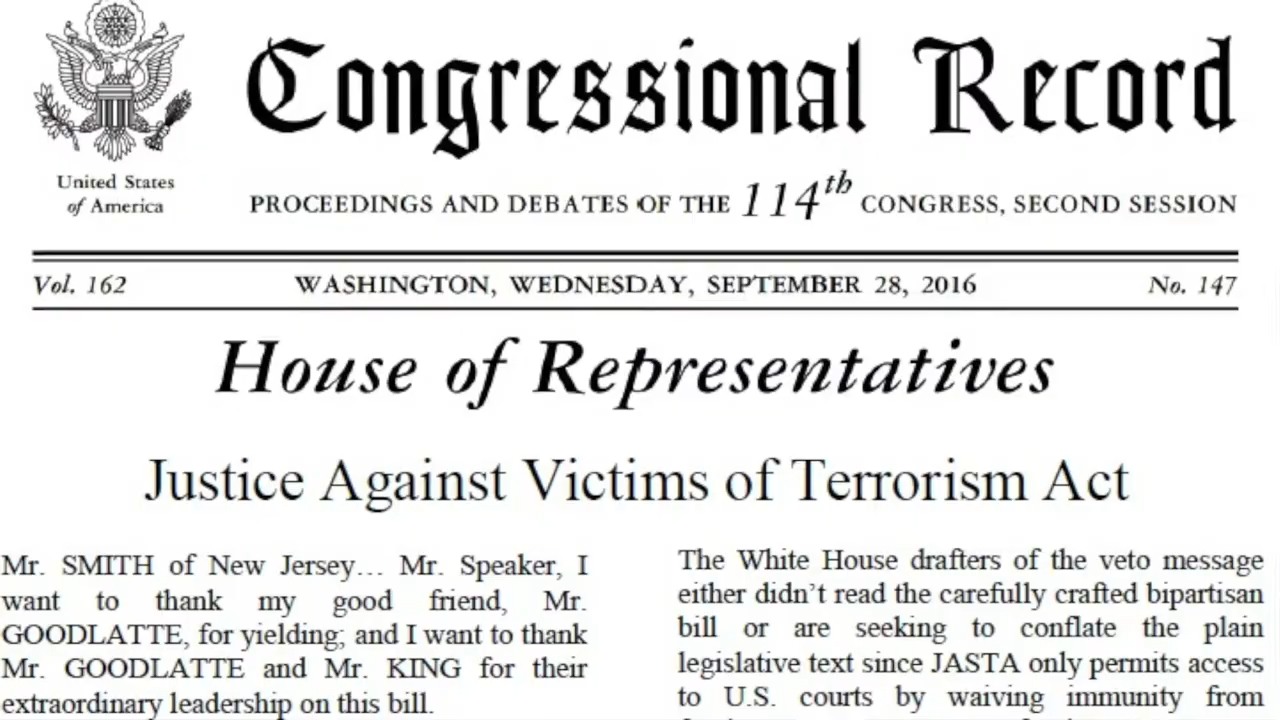 Congressional Record
United States
of America
PROCEEDINGS AND DEBATES OF THE 114th CONGRESS, SECOND SESSION
Vol. 162 WASHINGTON, WEDNESDAY, SEPTEMBER 28, 2016 No. 147
House of Representatives
Justice Against Victims of Terrorism Act
Mr. SMITH of New Jersey… Mr. Speaker, I
want to thank my good friend, Mr.
GOODLATTE, for yielding; and I want to thank
Mr. GOODLATTE and Mr. KING for their
extraordinary leadership on this bill.
The White House drafters of the veto message
either didn’t read the carefully crafted bipartisan
bill or are seeking to conflate the plain
legislative text since JASTA only permits access
to U.S. courts by waiving immunity from